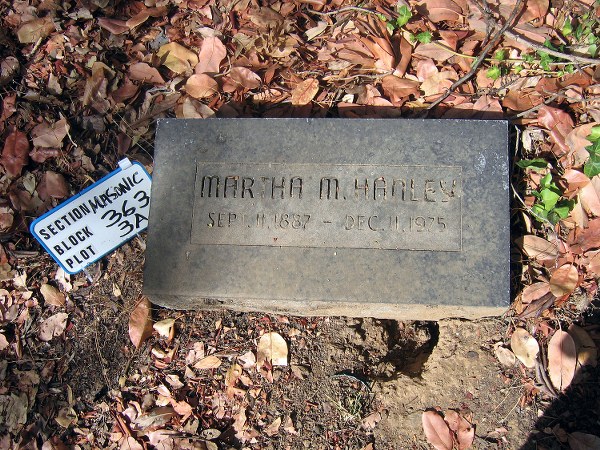 SECTION MASONIC
BLOCK 363
PLOT 3A
MARTHA M. HANLEY
SEPT. 11, 1887 – DEC. 11, 1975